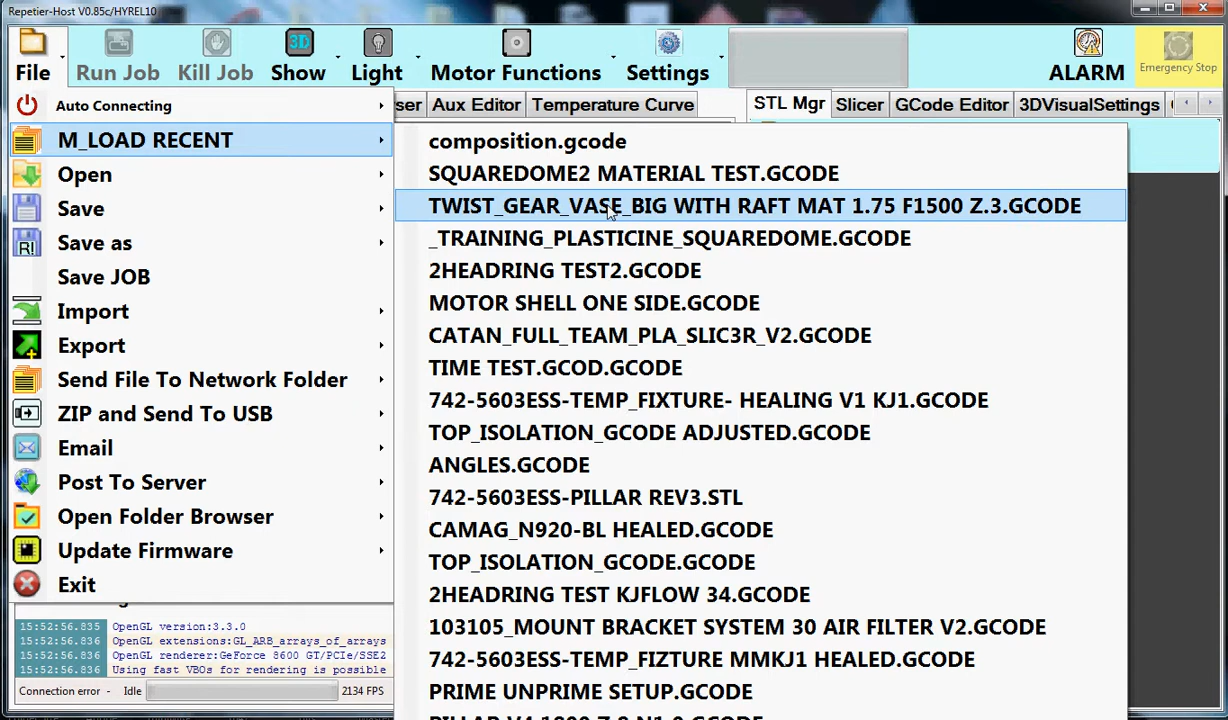 Repetier-Host V0.85c/HYREL10
File
Run Job
Kill Job
Show
Light
Motor Functions
Settings
ALARM
Emergency Stop
Aux Editor
Temperature Curve
STL Mgr
Slicer
GCode Editor
3DVisualSettings
Auto Connecting
M_LOAD RECENT
Open
Save
Save as
Save JOB
Import
Export
Send File To Network Folder
ZIP and Send To USB
Email
Post To Server
Open Folder Browser
Update Firmware
Exit
composition.gcode
SQUAREDOME2 MATERIAL TEST.GCODE
TWIST_GEAR_VASE_BIG WITH RAFT MAT 1.75 F1500 Z.3.GCODE
_TRAINING_PLASTICINE_SQUAREDOME.GCODE
2HEADRING TEST2.GCODE
MOTOR SHELL ONE SIDE.GCODE
CATAN_FULL_TEAM_PLA_SLIC3R_V2.GCODE
TIME TEST.GCOD.GCODE
742-5603ESS-TEMP_FIXTURE- HEALING V1 KJ1.GCODE
TOP_ISOLATION_GCODE ADJUSTED.GCODE
ANGLES.GCODE
742-5603ESS-PILLAR REV3.STL
CAMAG_N920-BL HEALED.GCODE
TOP_ISOLATION_GCODE.GCODE
2HEADRING TEST KJFLOW 34.GCODE
103105_MOUNT BRACKET SYSTEM 30 AIR FILTER V2.GCODE
742-5603ESS-TEMP_FIZTURE MMKJ1 HEALED.GCODE
PRIME UNPRIME SETUP.GCODE
15:52:56.835 OpenGL version:3.3.0
15:52:56.836 OpenGL extensions:GL_ARB_arrays_of_arrays
15:52:56.836 OpenGL renderer:GeForce 8600 GT/PCIe/SSE2
15:52:56.836 Using fast VBOs for rendering is possible
Connection error - Idle 2134 FPS